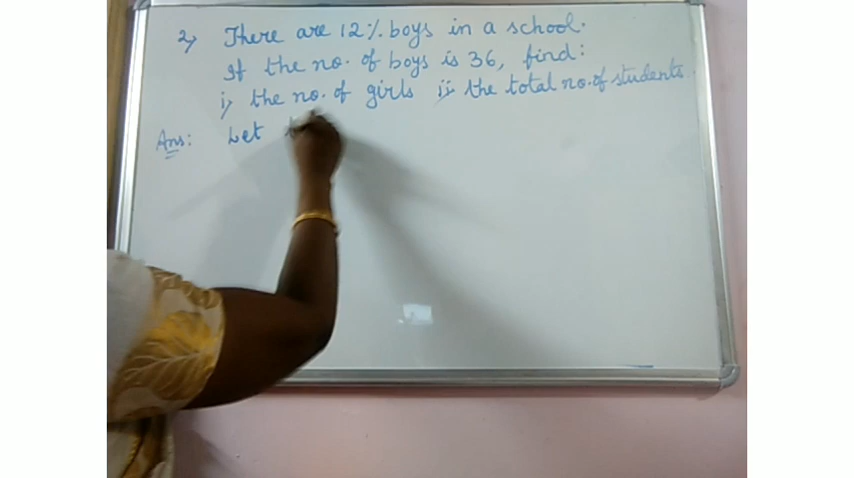 2) There are 12% boys in a school.
If the no. of boys is 36, find:
i) the no. of girls ii) the total no. of students.
Ans: Let